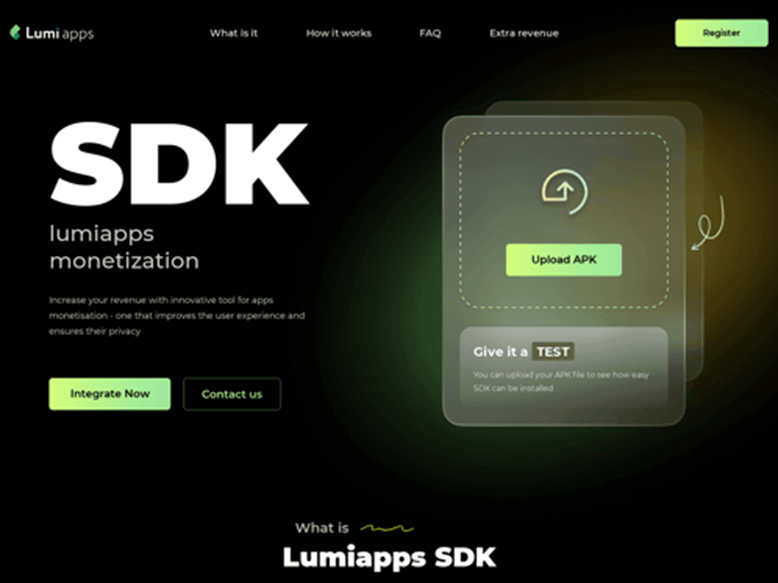 Lumi apps
What is it
How it works
FAQ
Extra revenue
Register
SDK
lumiapps
monetization
Increase your revenue with innovative tool for apps
monetisation - one that improves the user experience and
ensures their privacy
Integrate Now
Contact us
Upload APK
Give it a TEST
You can upload your APK file to see how easy
SDK can be installed
What is
Lumiapps SDK